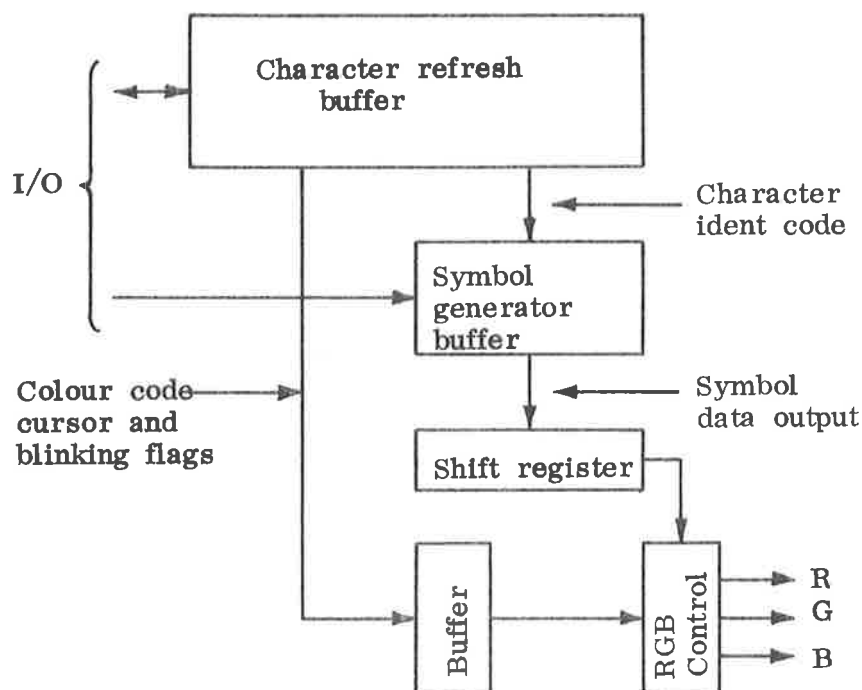 Character refresh
buffer
I/O
Character
ident code
Symbol
generator
buffer
Colour code
cursor and
blinking flags
Symbol
data output
Shift register
Buffer
RGB
Control
R
G
B